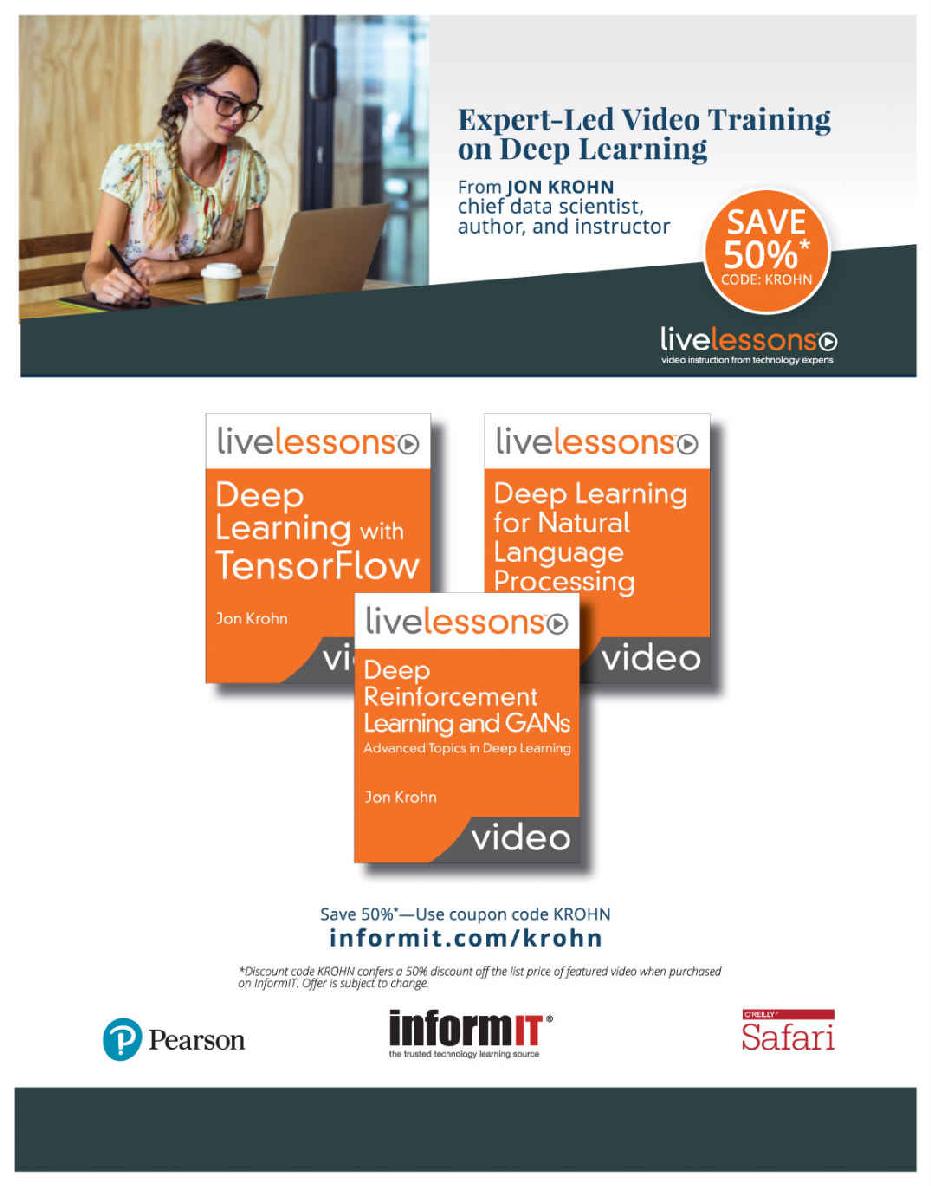 Expert-Led Video Training
on Deep Learning
From JON KROHN
chief data scientist,
author, and instructor
SAVE
50%*
CODE: KROHN
livelessons
video instruction from technology experts
livelessons
Deep
Learning with
TensorFlow
Jon Krohn
vi
livelessons
Deep Learning
for Natural
Language
Processing
video
livelessons
Deep
Reinforcement
Learning and GANs
Advanced Topics in Deep Learning
Jon Krohn
video
Save 50%*—Use coupon code KROHN
informit.com/krohn
*Discount code KROHN confers a 50% discount off the list price of featured video when purchased
on InformIT. Offer is subject to change.
P Pearson
informIT®
the trusted technology learning source
O'REILLY®
Safari